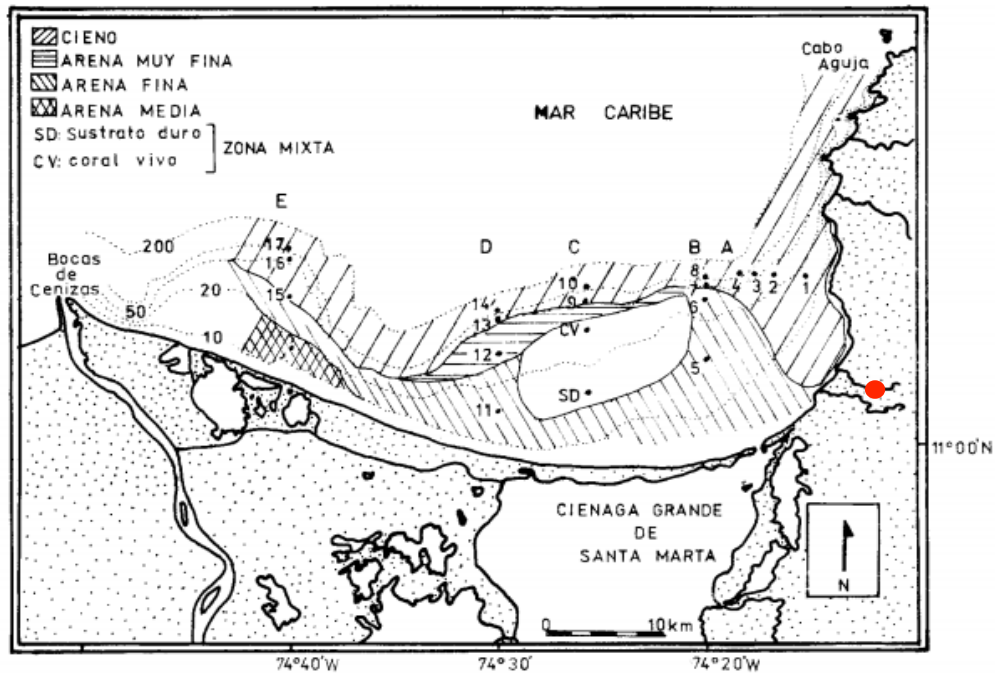 CIENO
ARENA MUY FINA
ARENA FINA
ARENA MEDIA
SD: Sustrato duro
CV: coral vivo
ZONA MIXTA
Cabo
Aguja
MAR CARIBE
E
D
C
B
A
200
Bocas
de
Cenizas
50
20
10
17
16
15
14
13
12
11
10
9
CV
SD
8
6
5
4
3
2
1
11°00'N
CIENAGA GRANDE
DE
SANTA MARTA
N
0 10km
74°40'W
74°30'
74°20'W